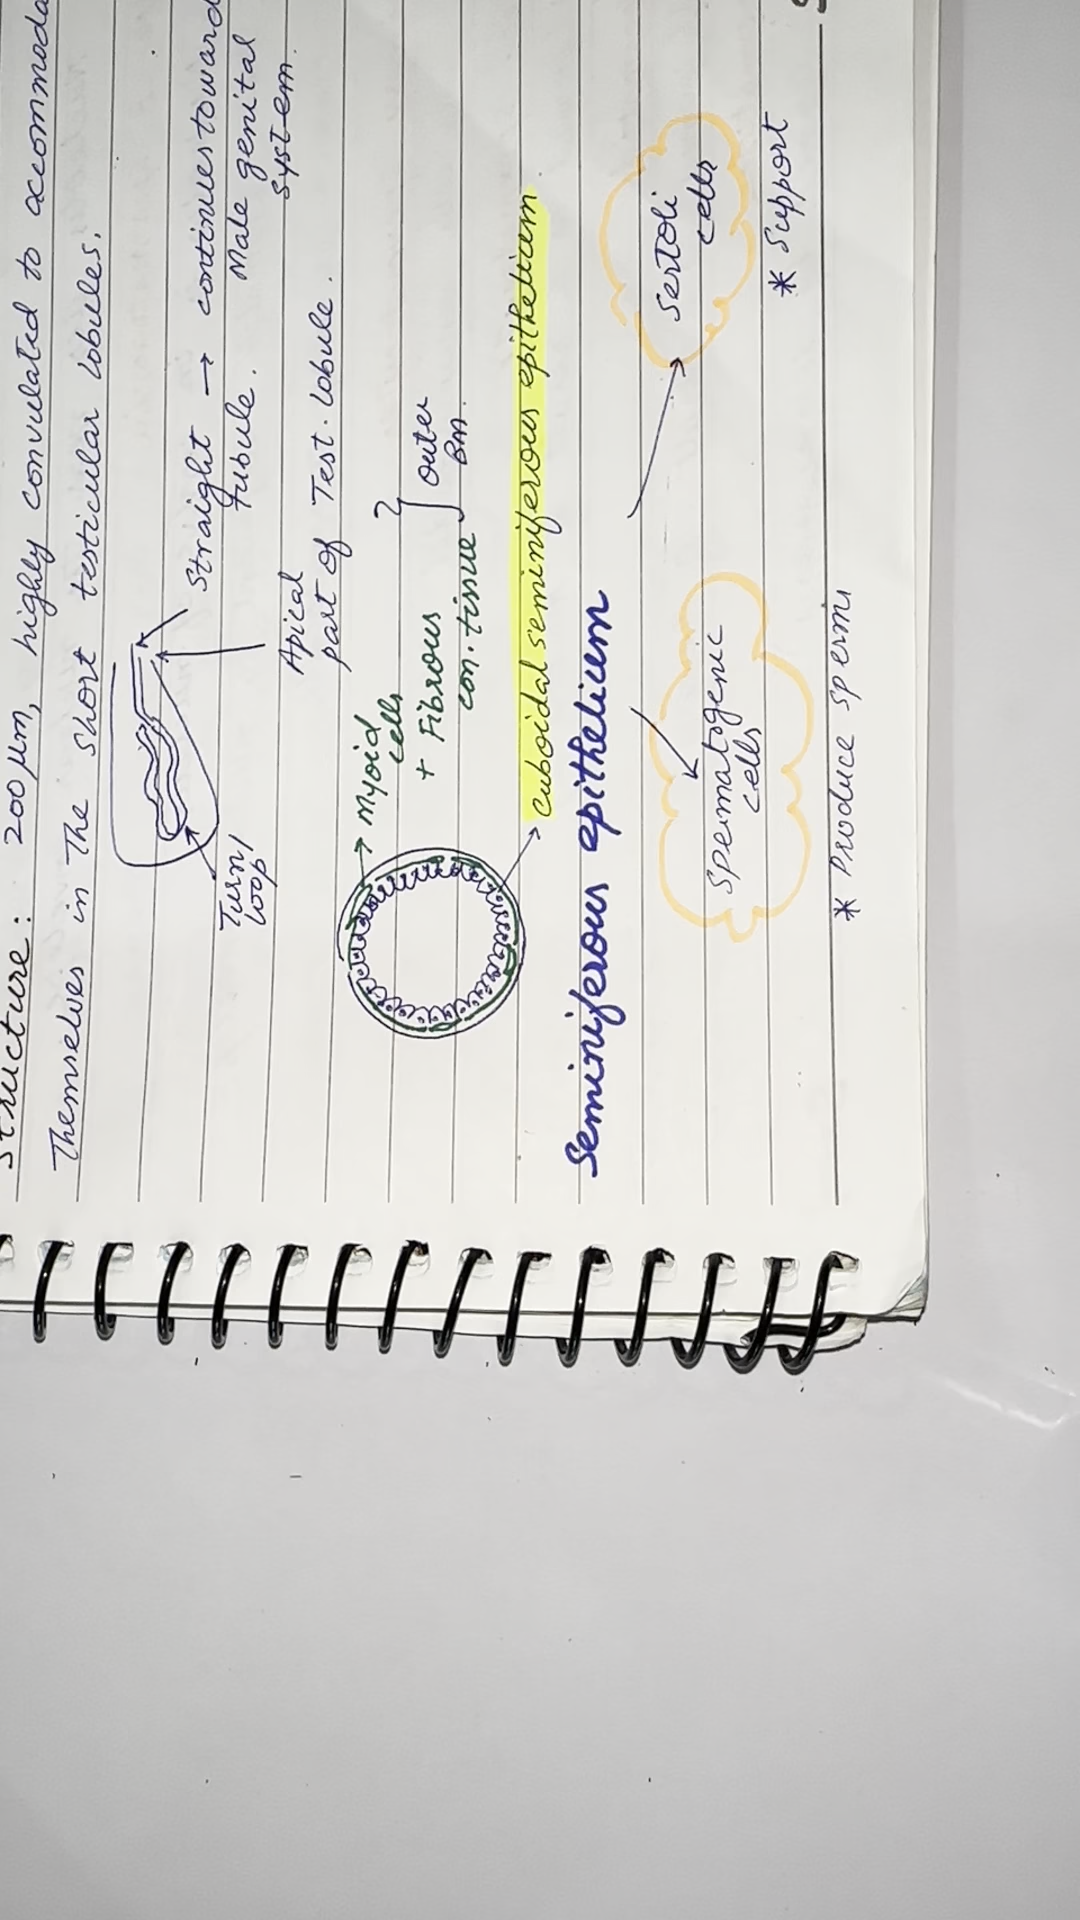 Structure: 200 μm, highly convulated to accommoda
Themselves in The short testicular lobules.
Straight → continues toward
tubule. Male genital
system.
Turn/
loop
Apical
part of Test. lobule.
→ Myoid
cells
+ Fibrous
con. tissue
} outer
BM.
cuboidal seminiferous epithelium.
Seminiferous epithelium
Sertoli
cells
Spermatogenic
cells
* Support
* Produce sperms